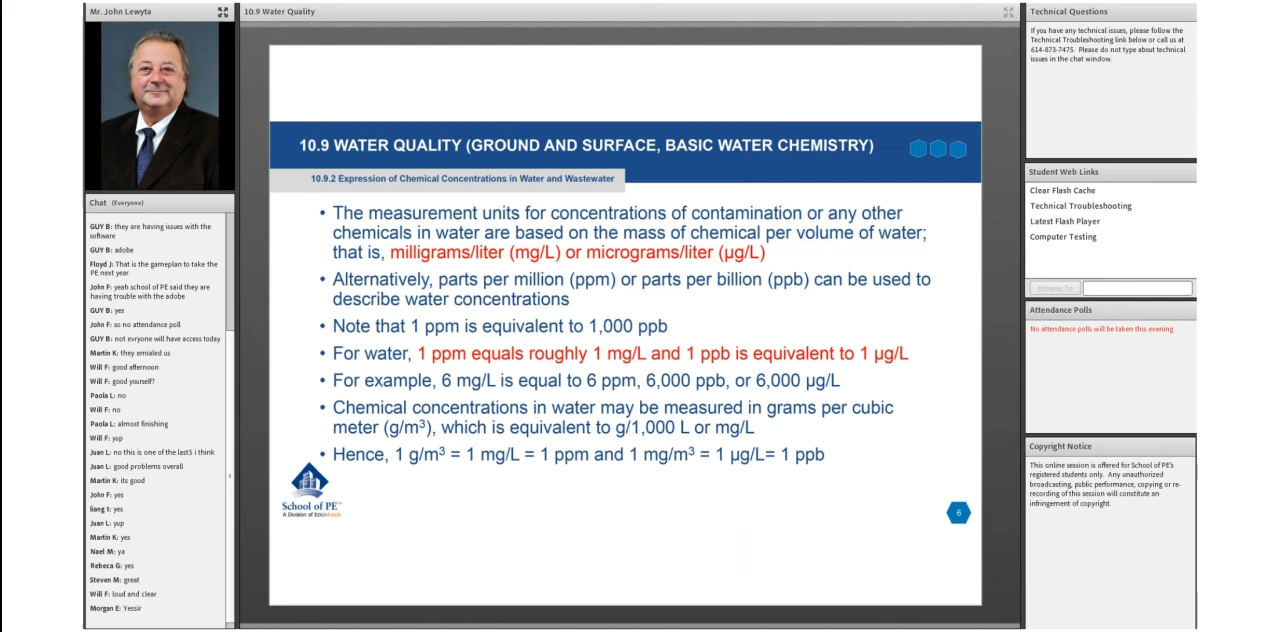 Mr. John Lewyta
10.9 Water Quality
Technical Questions
If you have any technical issues, please follow the
Technical Troubleshooting link below or call us at
614-873-7475. Please do not type about technical
issues in the chat window.
10.9 WATER QUALITY (GROUND AND SURFACE, BASIC WATER CHEMISTRY)
10.9.2 Expression of Chemical Concentrations in Water and Wastewater
• The measurement units for concentrations of contamination or any other
chemicals in water are based on the mass of chemical per volume of water;
that is, milligrams/liter (mg/L) or micrograms/liter (µg/L)
• Alternatively, parts per million (ppm) or parts per billion (ppb) can be used to
describe water concentrations
• Note that 1 ppm is equivalent to 1,000 ppb
• For water, 1 ppm equals roughly 1 mg/L and 1 ppb is equivalent to 1 µg/L
• For example, 6 mg/L is equal to 6 ppm, 6,000 ppb, or 6,000 µg/L
• Chemical concentrations in water may be measured in grams per cubic
meter (g/m³), which is equivalent to g/1,000 L or mg/L
• Hence, 1 g/m³ = 1 mg/L = 1 ppm and 1 mg/m³ = 1 µg/L= 1 ppb
School of PE™
A Division of EduMind
6
Chat (Everyone)
GUY B: they are having issues with the
software
GUY B: adobe
Floyd J: That is the gameplan to take the
PE next year.
John F: yeah school of PE said they are
having trouble with the adobe
GUY B: yes
John F: so no attendance poll
GUY B: not evryone will have access today
Martin K: they emialed us
Will F: good afternoon
Will F: good yourself?
Paola L: no
Will F: no
Paola L: almost finishing
Will F: yup
Juan L: no this is one of the last5 i think
Juan L: good problems overall
Martin K: its good
John F: yes
liang t: yes
Juan L: yup
Martin K: yes
Nael M: ya
Rebeca G: yes
Steven M: great
Will F: loud and clear
Morgan E: Yessir
Student Web Links
Clear Flash Cache
Technical Troubleshooting
Latest Flash Player
Computer Testing
Browse To
Attendance Polls
No attendance polls will be taken this evening
Copyright Notice
This online session is offered for School of PE's
registered students only. Any unauthorized
broadcasting, public performance, copying or re-
recording of this session will constitute an
infringement of copyright.